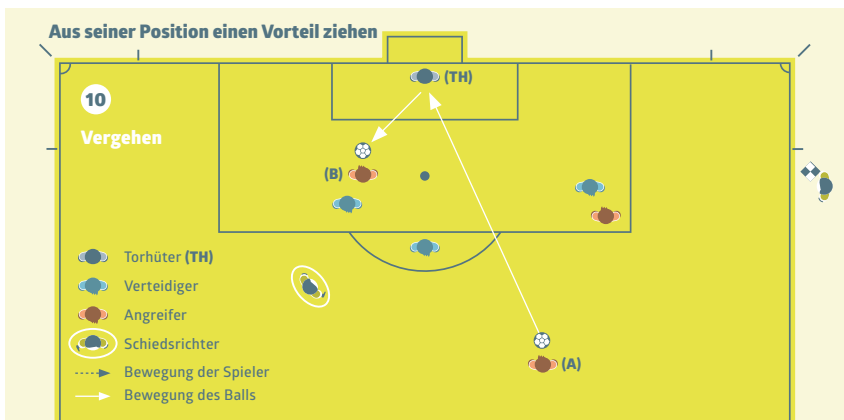 Aus seiner Position einen Vorteil ziehen
(TH)
10
Vergehen
(B)
Torhüter (TH)
Verteidiger
Angreifer
Schiedsrichter
(A)
Bewegung der Spieler
Bewegung des Balls